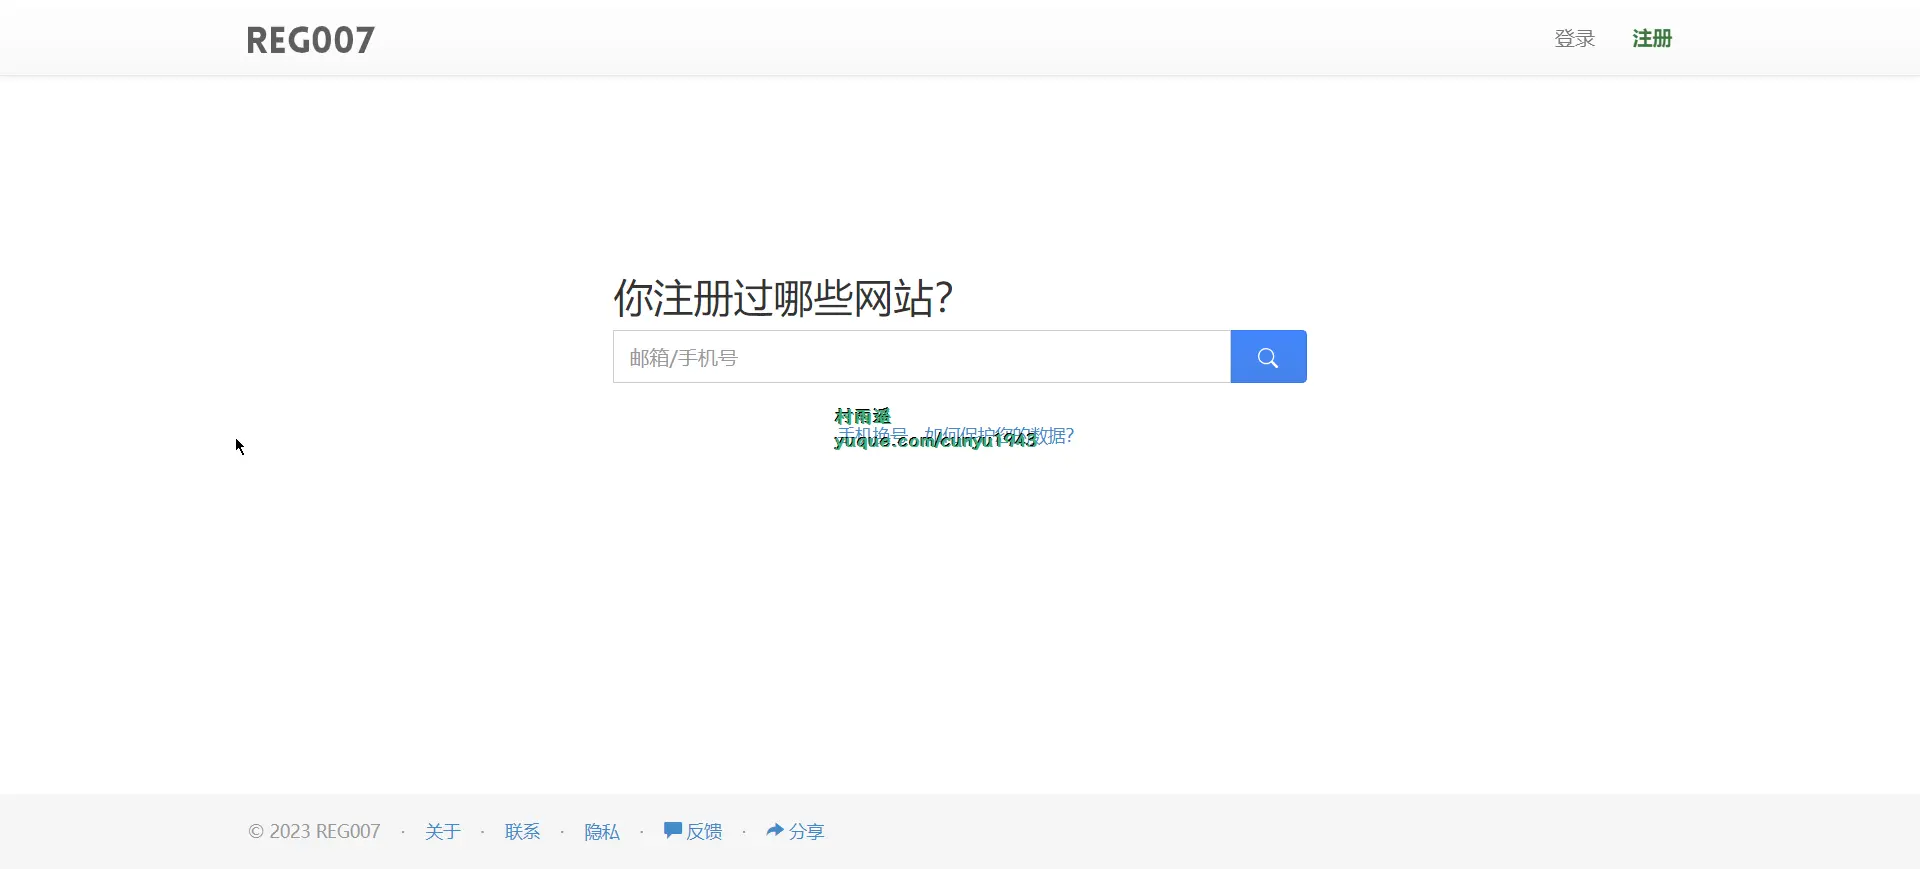 REG007
登录 注册
你注册过哪些网站?
邮箱/手机号
村雨遥
手机换号，如何保护您的数据?
yuque.com/cunyu1943
© 2023 REG007 · 关于 · 联系 · 隐私 · 反馈 · 分享